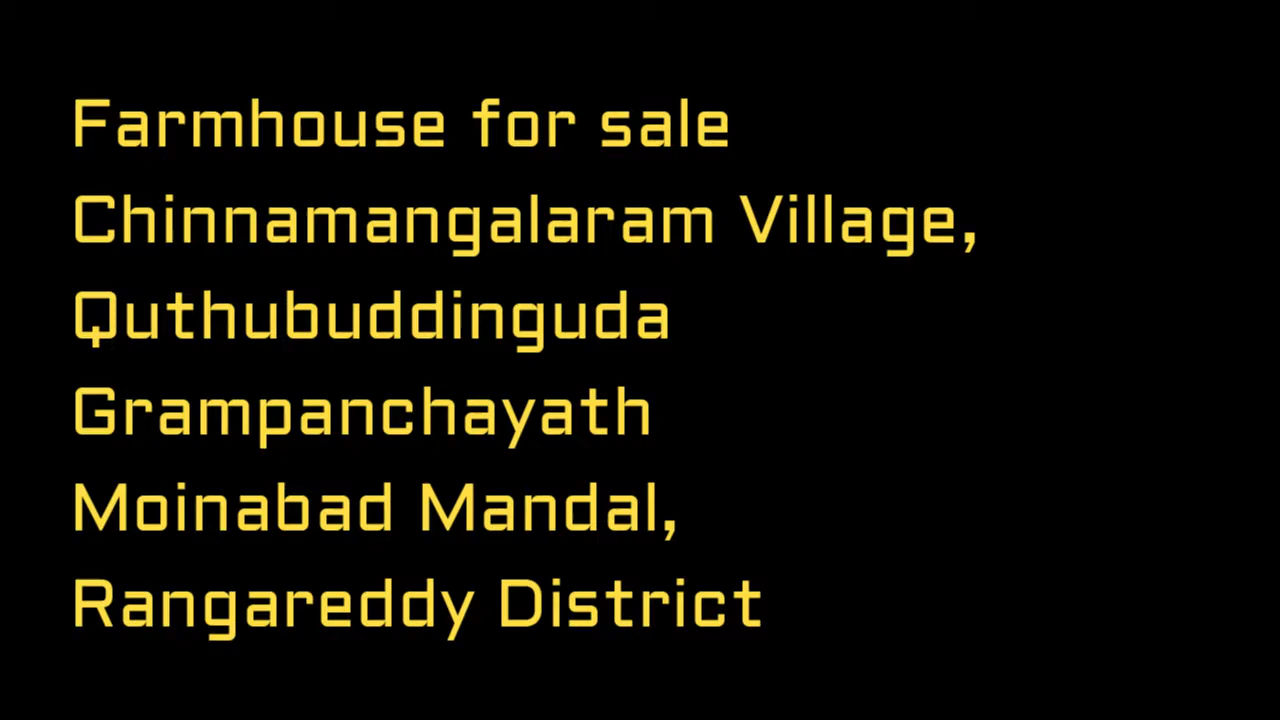 Farmhouse for sale
Chinnamangalaram Village,
Quthubuddinguda
Grampanchayath
Moinabad Mandal,
Rangareddy District